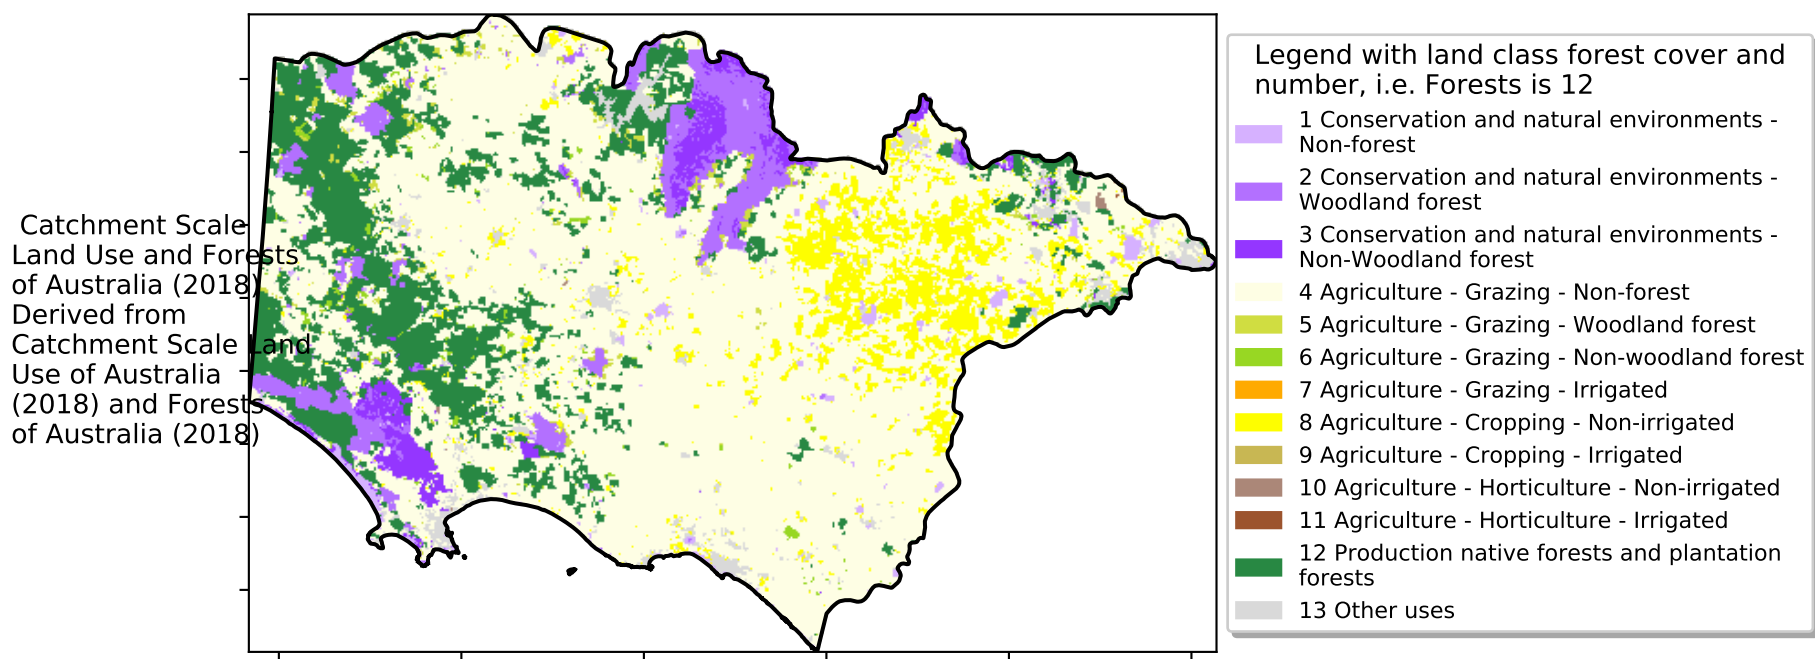 Catchment Scale
Land Use and Forests
of Australia (2018)
Derived from
Catchment Scale Land
Use of Australia
(2018) and Forests
of Australia (2018)
Legend with land class forest cover and
number, i.e. Forests is 12
1 Conservation and natural environments -
Non-forest
2 Conservation and natural environments -
Woodland forest
3 Conservation and natural environments -
Non-Woodland forest
4 Agriculture - Grazing - Non-forest
5 Agriculture - Grazing - Woodland forest
6 Agriculture - Grazing - Non-woodland forest
7 Agriculture - Grazing - Irrigated
8 Agriculture - Cropping - Non-irrigated
9 Agriculture - Cropping - Irrigated
10 Agriculture - Horticulture - Non-irrigated
11 Agriculture - Horticulture - Irrigated
12 Production native forests and plantation
forests
13 Other uses